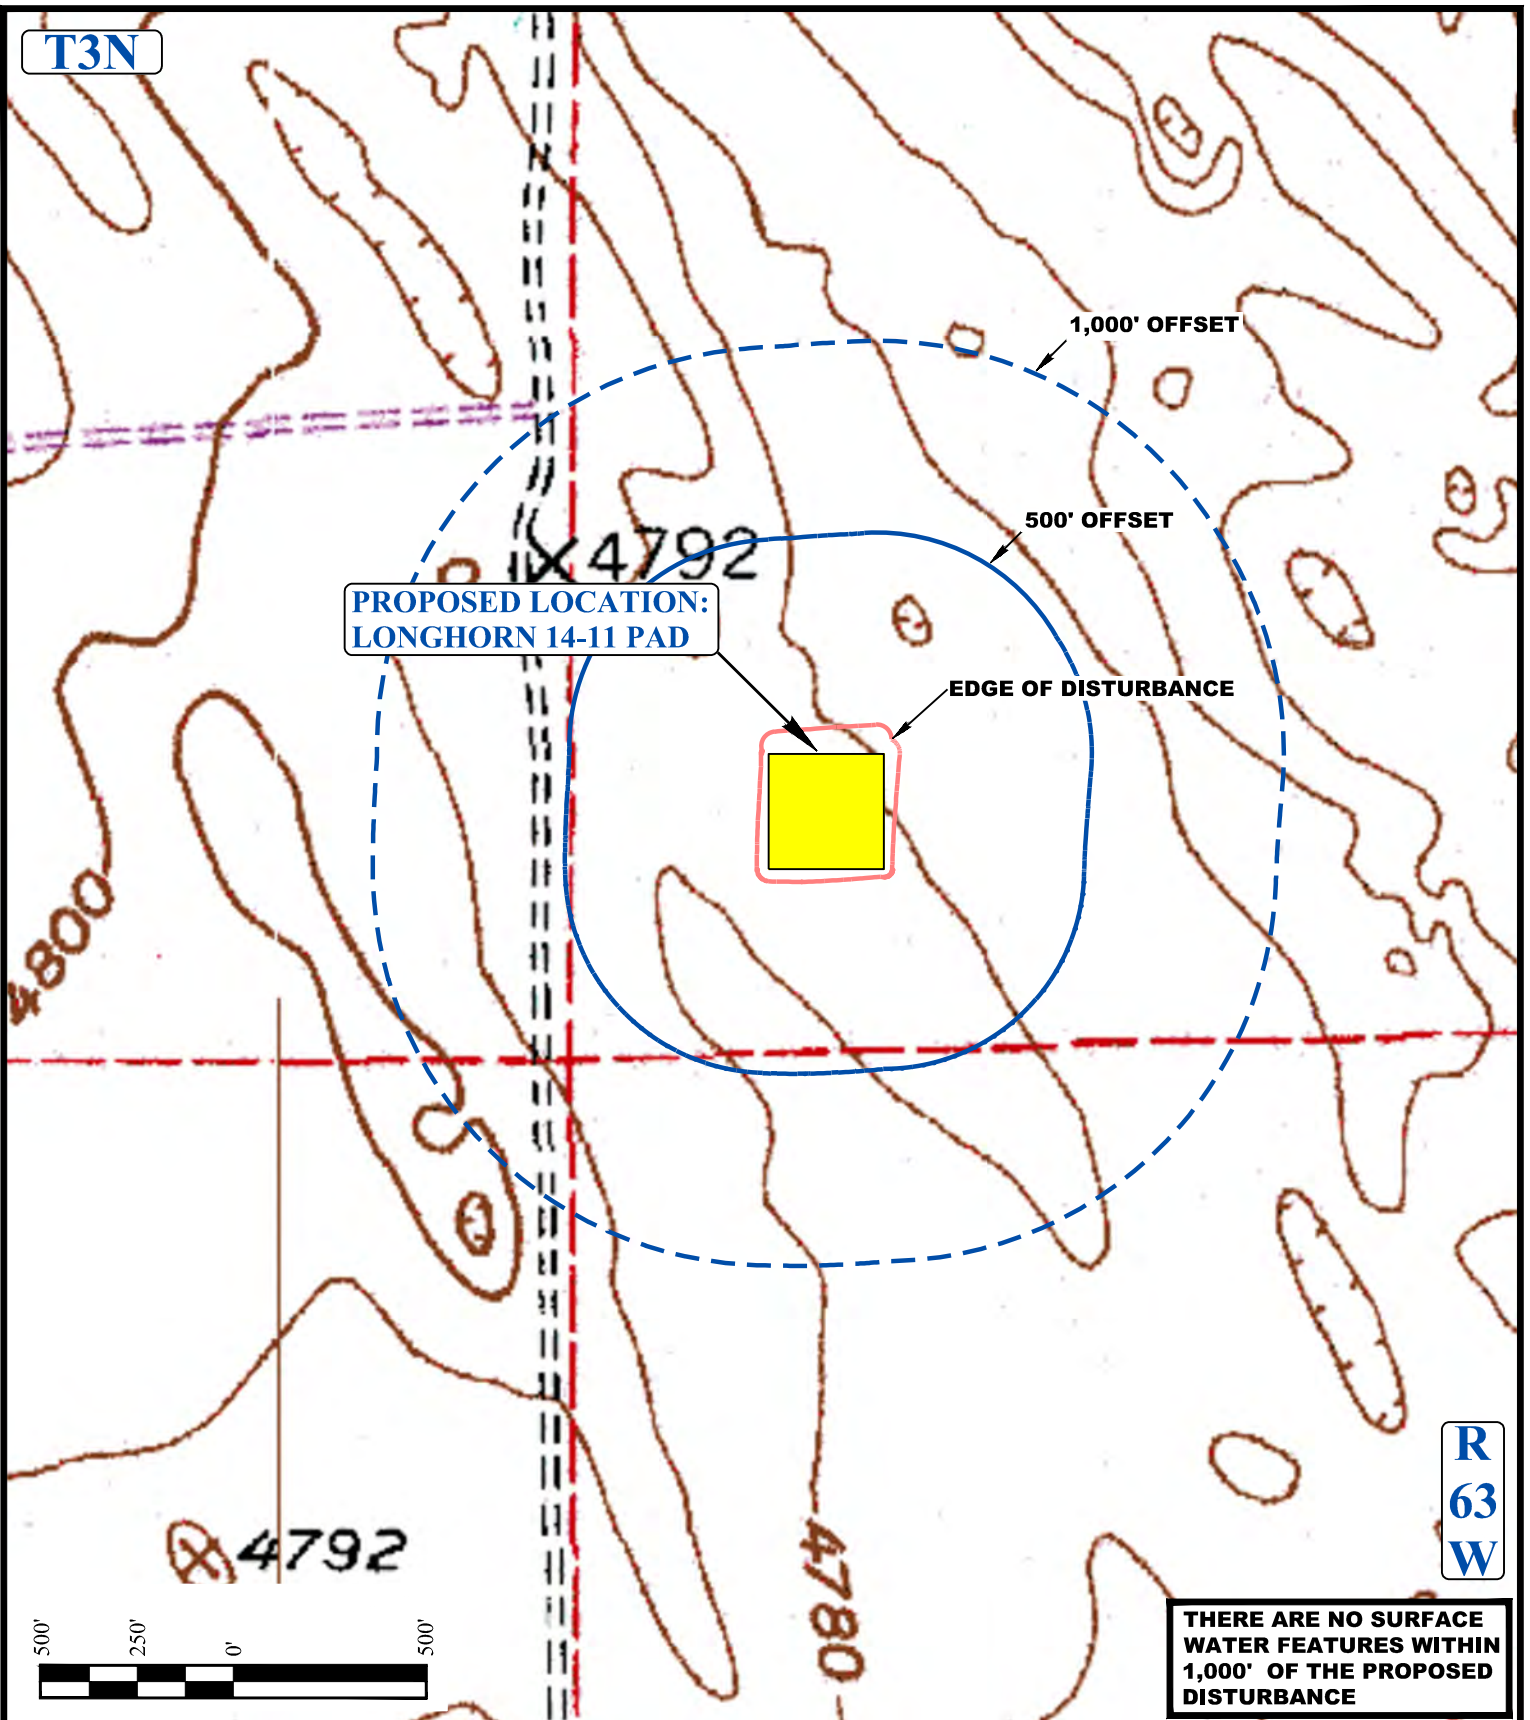 T3N
1,000' OFFSET
500' OFFSET
4792
PROPOSED LOCATION:
LONGHORN 14-11 PAD
EDGE OF DISTURBANCE
4800
4792
4780
R
63
W
500'
250'
0'
500'
THERE ARE NO SURFACE
WATER FEATURES WITHIN
1,000' OF THE PROPOSED
DISTURBANCE